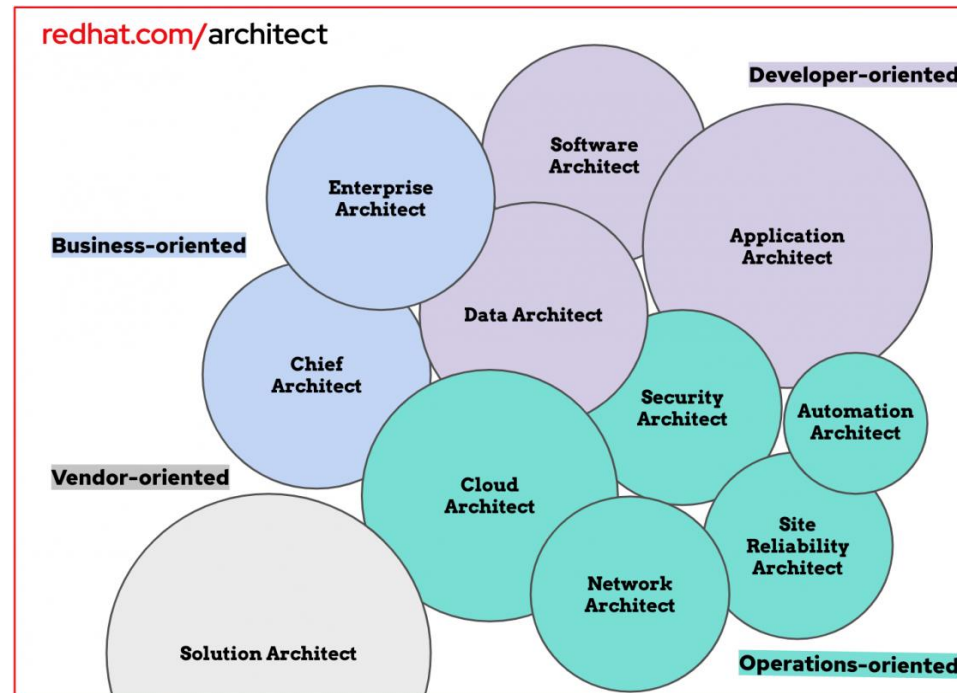 redhat.com/architect
Developer-oriented
Software
Architect
Enterprise
Architect
Application
Architect
Business-oriented
Data Architect
Chief
Architect
Security
Architect
Automation
Architect
Vendor-oriented
Cloud
Architect
Site
Reliability
Architect
Network
Architect
Solution Architect
Operations-oriented